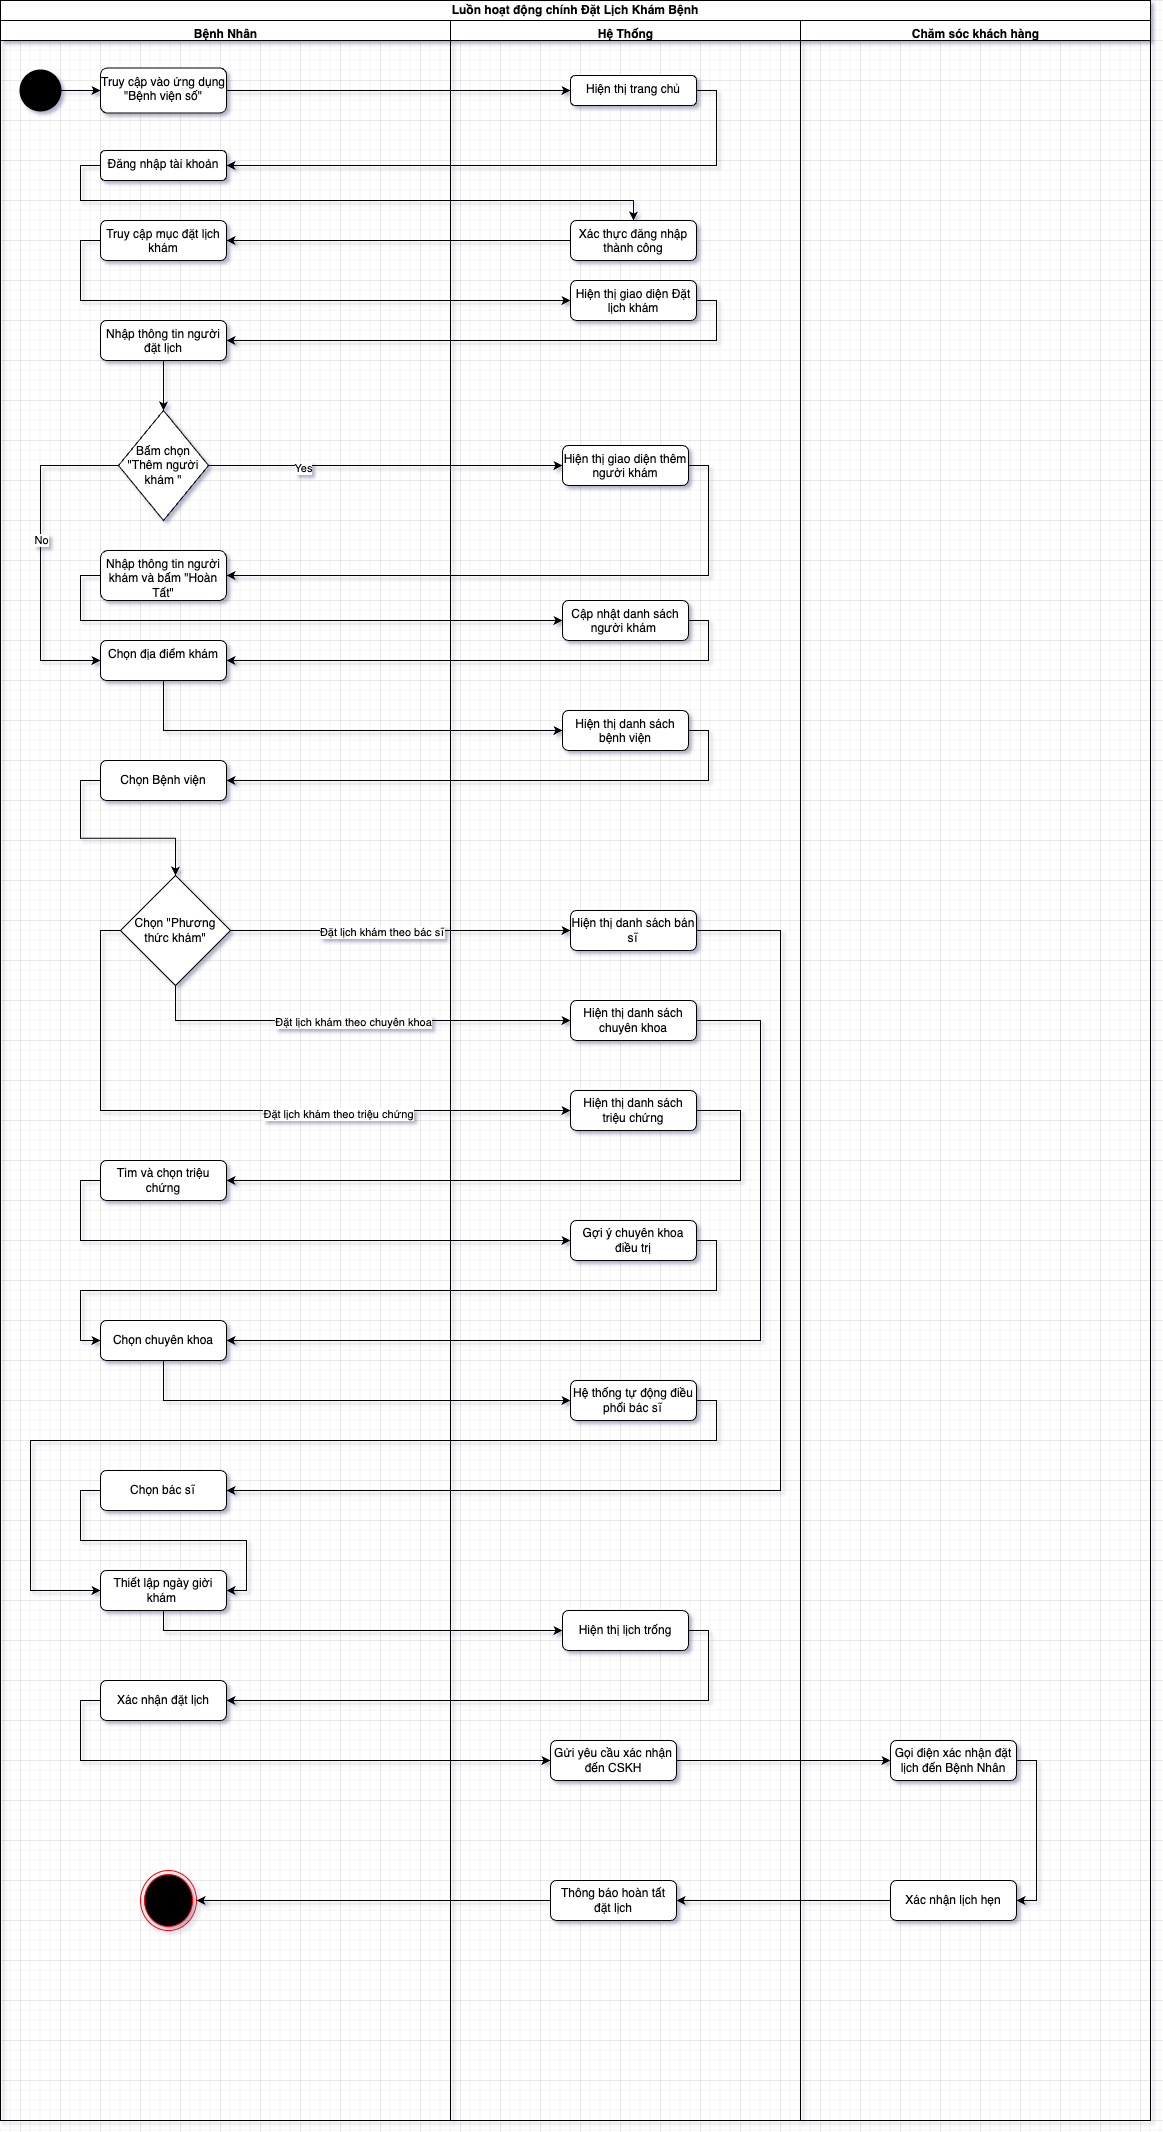 Luồn hoạt động chính Đặt Lịch Khám Bệnh
Bệnh Nhân
Hệ Thống
Chăm sóc khách hàng
Truy cập vào ứng dụng
"Bệnh viện số"
Hiện thị trang chủ
Đăng nhập tài khoản
Xác thực đăng nhập
thành công
Truy cập mục đặt lịch
khám
Hiện thị giao diện Đặt
lịch khám
Nhập thông tin người
đặt lịch
Bấm chọn
"Thêm người
khám "
Yes
Hiện thị giao diện thêm
người khám
No
Nhập thông tin người
khám và bấm "Hoàn
Tất"
Cập nhật danh sách
người khám
Chọn địa điểm khám
Hiện thị danh sách
bệnh viện
Chọn Bệnh viện
Chọn "Phương
thức khám"
Đặt lịch khám theo bác sĩ
Hiện thị danh sách bán
sĩ
Đặt lịch khám theo chuyên khoa
Hiện thị danh sách
chuyên khoa
Đặt lịch khám theo triệu chứng
Hiện thị danh sách
triệu chứng
Tìm và chọn triệu
chứng
Gợi ý chuyên khoa
điều trị
Chọn chuyên khoa
Hệ thống tự động điều
phối bác sĩ
Chọn bác sĩ
Thiết lập ngày giời
khám
Hiện thị lịch trống
Xác nhận đặt lịch
Gửi yêu cầu xác nhận
đến CSKH
Gọi điện xác nhận đặt
lịch đến Bệnh Nhân
Thông báo hoàn tất
đặt lịch
Xác nhận lịch hẹn